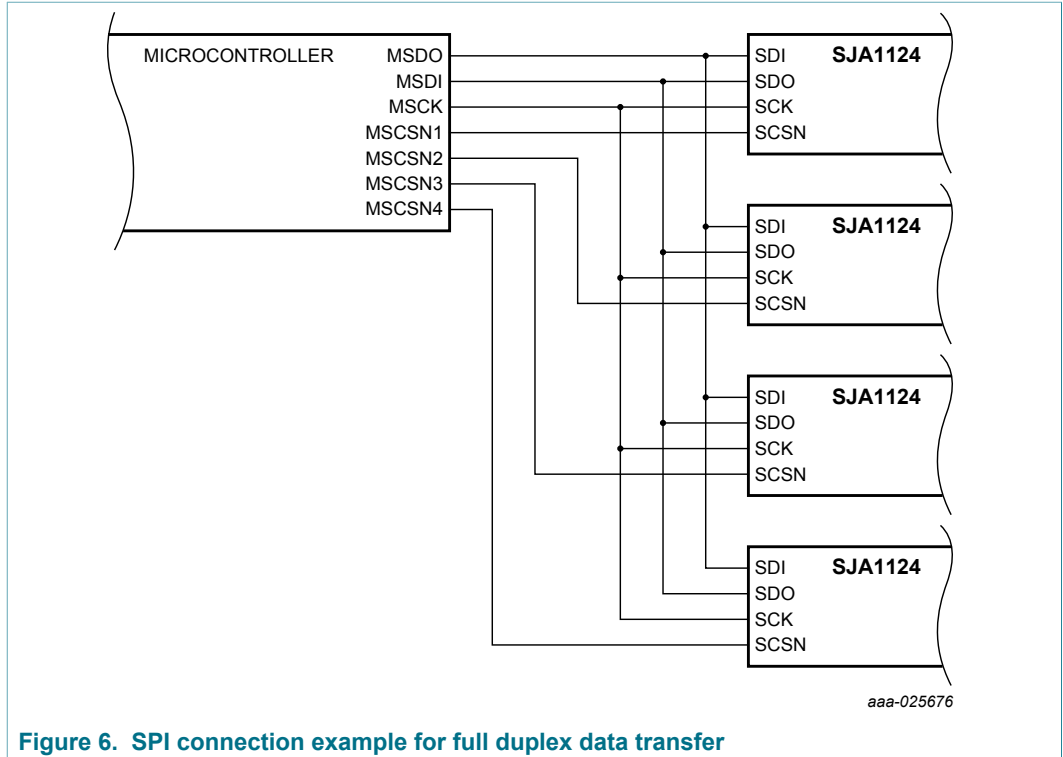 MICROCONTROLLER
MSDO
MSDI
MSCK
MSCSN1
MSCSN2
MSCSN3
MSCSN4
SDI SJA1124
SDO
SCK
SCSN
SDI SJA1124
SDO
SCK
SCSN
SDI SJA1124
SDO
SCK
SCSN
SDI SJA1124
SDO
SCK
SCSN
aaa-025676
Figure 6. SPI connection example for full duplex data transfer